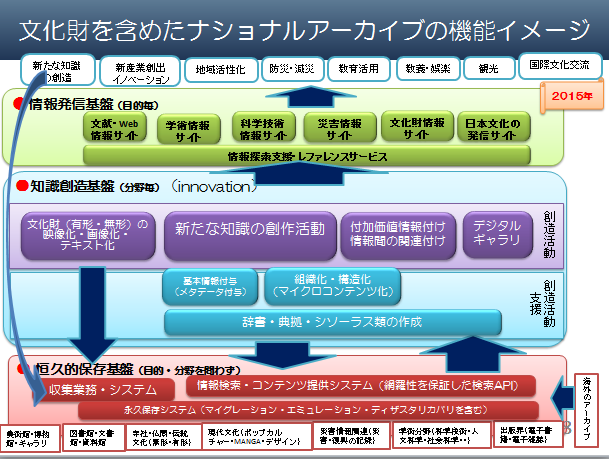 文化財を含めたナショナルアーカイブの機能イメージ
新たな知識
の創造
新産業創出
イノベーション
地域活性化
防災・減災
教育活用
教養・娯楽
観光
国際文化交流
2015年
●情報発信基盤（目的毎）
文献・Web
情報サイト
学術情報
サイト
科学技術
情報サイト
災害情報
サイト
文化財情報
サイト
日本文化の
発信サイト
情報探索支援・レファレンスサービス
●知識創造基盤（分野毎）（innovation）
文化財（有形・無形）の
映像化・画像化・
テキスト化
新たな知識の創作活動
付加価値情報付け
情報間の関連付け
デジタル
ギャラリ
創造活動
基本情報付与
（メタデータ付与）
組織化・構造化
（マイクロコンテンツ化）
辞書・典拠・シソーラス類の作成
創造活動
支援
●恒久的保存基盤（目的・分野を問わず）
収集業務・システム
情報検索・コンテンツ提供システム（網羅性を保証した検索API）
永久保存システム（マイグレーション・エミュレーション・ディザスタリカバリを含む）
海外のアーカイブ
美術館・博物
館・ギャラリ
図書館・文書
館・資料館
寺社・仏閣・伝統
文化（無形・有形）
現代文化{ポップカル
チャー・MANGA・デザイン}
災害情報関連{災
害・復興の記録}
学術分野{科学技術・人
文科学・社会科学・・}
出版界{電子書
籍・電子雑誌}
8